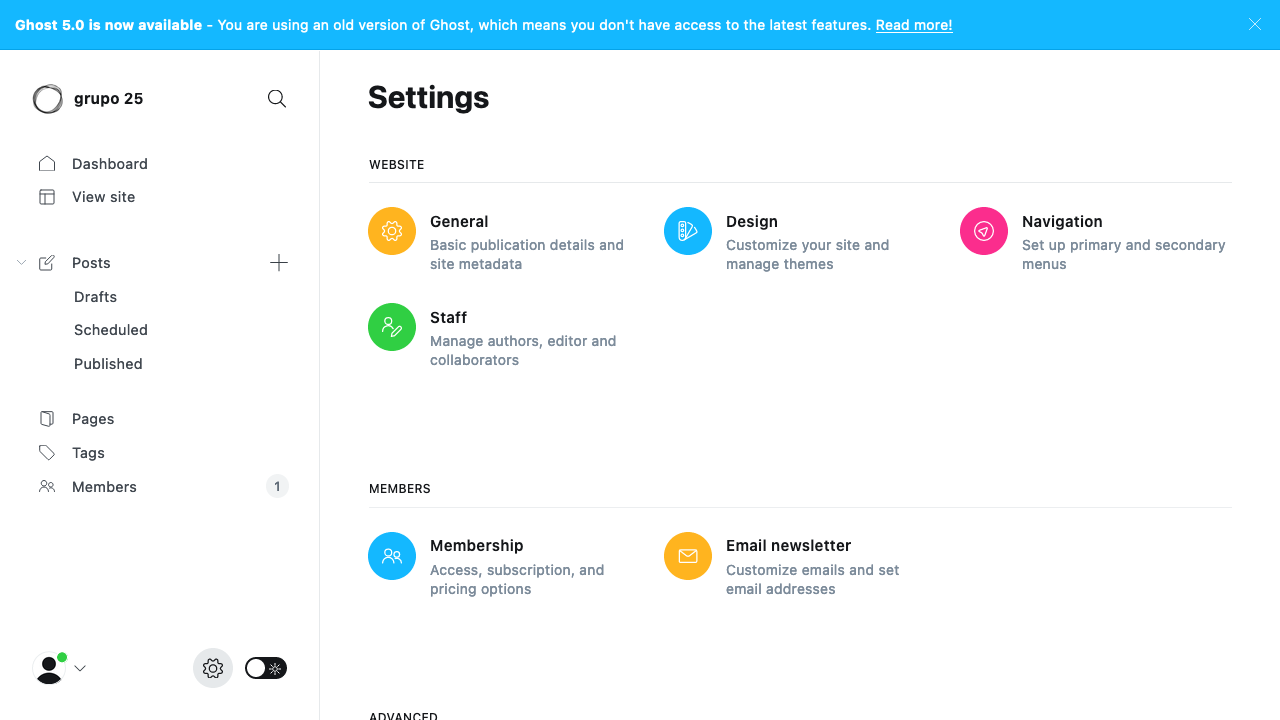 Ghost 5.0 is now available - You are using an old version of Ghost, which means you don't have access to the latest features. Read more!
grupo 25
Dashboard
View site
Posts
Drafts
Scheduled
Published
Pages
Tags
Members 1
Settings
WEBSITE
General
Basic publication details and
site metadata
Design
Customize your site and
manage themes
Navigation
Set up primary and secondary
menus
Staff
Manage authors, editor and
collaborators
MEMBERS
Membership
Access, subscription, and
pricing options
Email newsletter
Customize emails and set
email addresses
ADVANCED